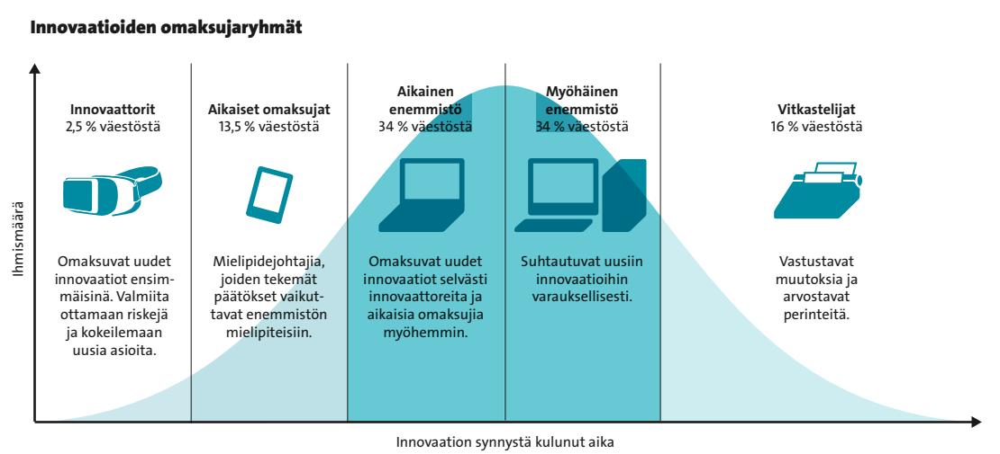 Innovaatioiden omaksujaryhmät
Ihmismäärä
Innovaattorit
2,5 % väestöstä
Omaksuvat uudet
innovaatiot ensim-
mäisinä. Valmiita
ottamaan riskejä
ja kokeilemaan
uusia asioita.
Aikaiset omaksujat
13,5 % väestöstä
Mielipidejohtajia,
joiden tekemät
päätökset vaikut-
tavat enemmistön
mielipiteisiin.
Aikainen
enemmistö
34 % väestöstä
Omaksuvat uudet
innovaatiot selvästi
innovaattoreita ja
aikaisia omaksujia
myöhemmin.
Myöhäinen
enemmistö
34 % väestöstä
Suhtautuvat uusiin
innovaatioihin
varauksellisesti.
Vitkastelijat
16 % väestöstä
Vastustavat
muutoksia ja
arvostavat
perinteitä.
Innovaation synnystä kulunut aika